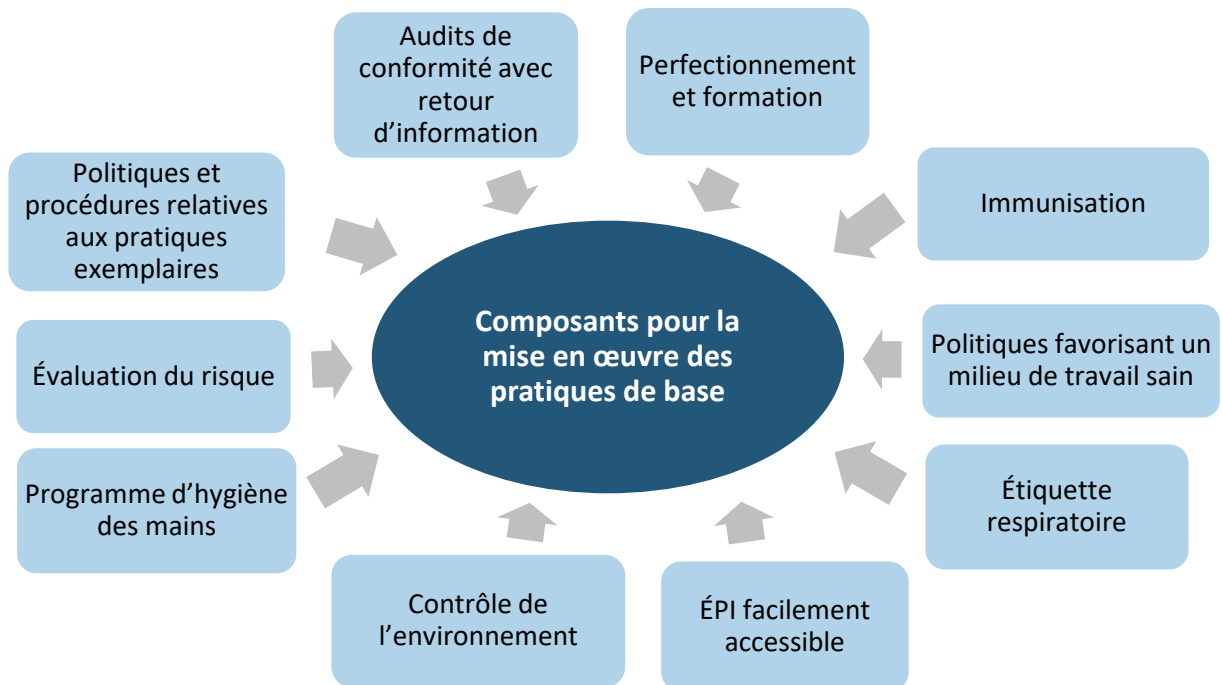 Audits de
conformité avec
retour
d’information
Perfectionnement
et formation
Politiques et
procédures relatives
aux pratiques
exemplaires
Immunisation
Composants pour la
mise en œuvre des
pratiques de base
Évaluation du risque
Politiques favorisant un
milieu de travail sain
Programme d’hygiène
des mains
Étiquette
respiratoire
Contrôle de
l’environnement
ÉPI facilement
accessible